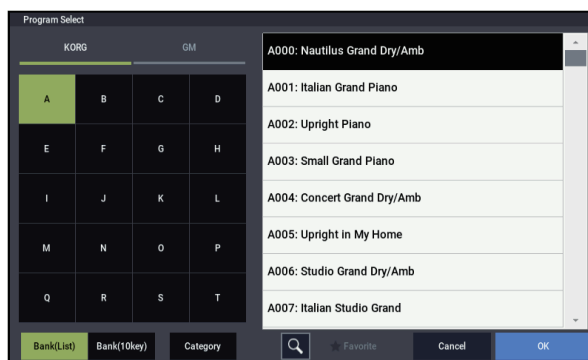 Program Select
KORG GM
A B C D
E F G H
I J K L
M N O P
Q R S T
A000: Nautilus Grand Dry/Amb
A001: Italian Grand Piano
A002: Upright Piano
A003: Small Grand Piano
A004: Concert Grand Dry/Amb
A005: Upright in My Home
A006: Studio Grand Dry/Amb
A007: Italian Studio Grand
Bank(List) Bank(10key) Category Favorite Cancel OK